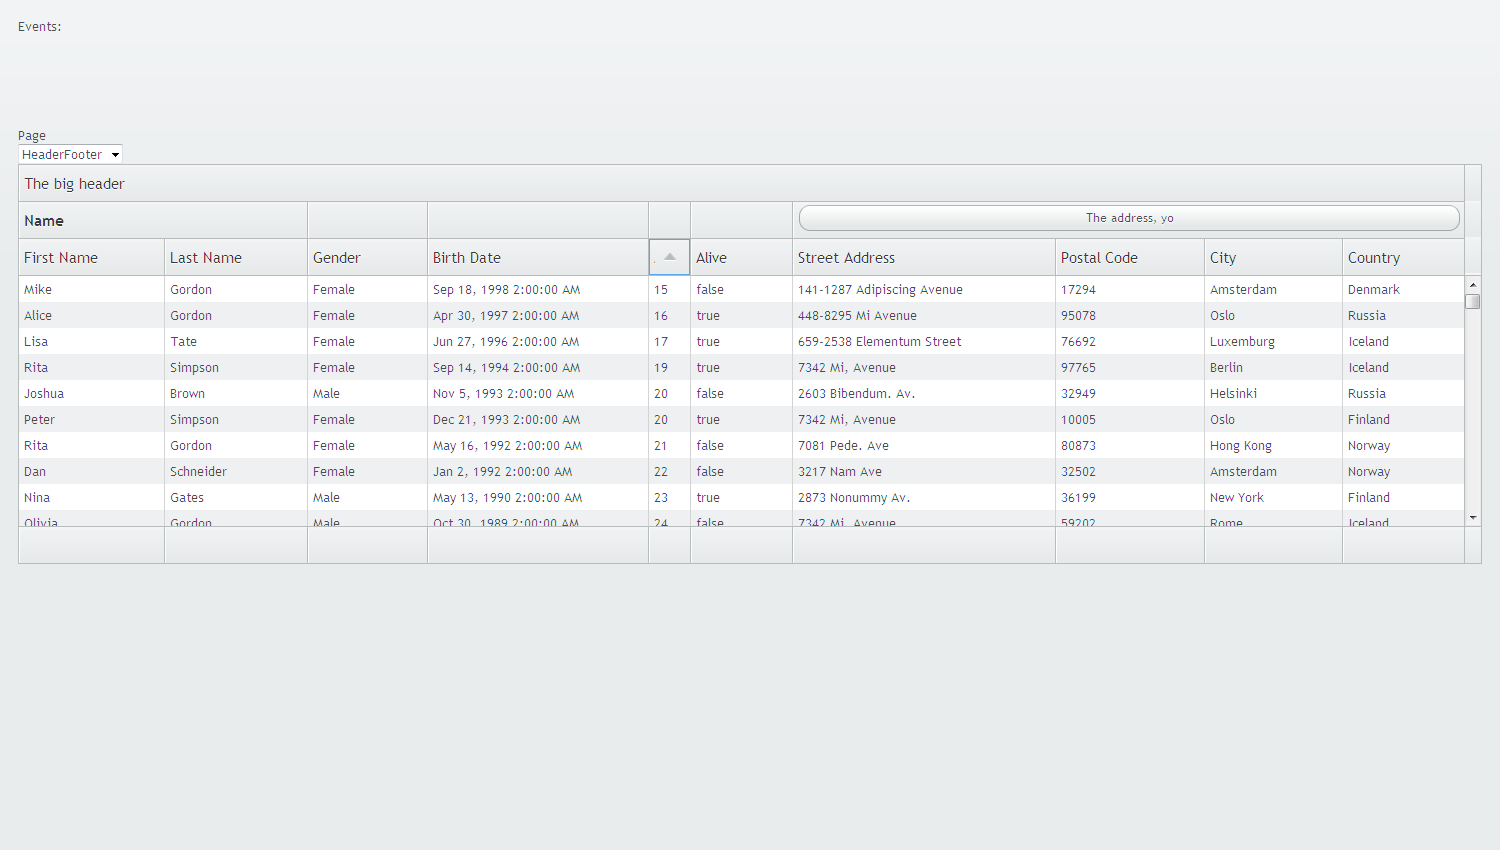 Events:
Page
HeaderFooter
The big header
Name The address, yo
First Name Last Name Gender Birth Date Alive Street Address Postal Code City Country
Mike Gordon Female Sep 18, 1998 2:00:00 AM 15 false 141-1287 Adipiscing Avenue 17294 Amsterdam Denmark
Alice Gordon Female Apr 30, 1997 2:00:00 AM 16 true 448-8295 Mi Avenue 95078 Oslo Russia
Lisa Tate Female Jun 27, 1996 2:00:00 AM 17 true 659-2538 Elementum Street 76692 Luxemburg Iceland
Rita Simpson Female Sep 14, 1994 2:00:00 AM 19 true 7342 Mi, Avenue 97765 Berlin Iceland
Joshua Brown Male Nov 5, 1993 2:00:00 AM 20 false 2603 Bibendum. Av. 32949 Helsinki Russia
Peter Simpson Female Dec 21, 1993 2:00:00 AM 20 true 7342 Mi, Avenue 10005 Oslo Finland
Rita Gordon Female May 16, 1992 2:00:00 AM 21 false 7081 Pede. Ave 80873 Hong Kong Norway
Dan Schneider Female Jan 2, 1992 2:00:00 AM 22 false 3217 Nam Ave 32502 Amsterdam Norway
Nina Gates Male May 13, 1990 2:00:00 AM 23 true 2873 Nonummy Av. 36199 New York Finland
Olivia Gordon Male Oct 30, 1989 2:00:00 AM 24 false 7342 Mi, Avenue 59202 Rome Iceland